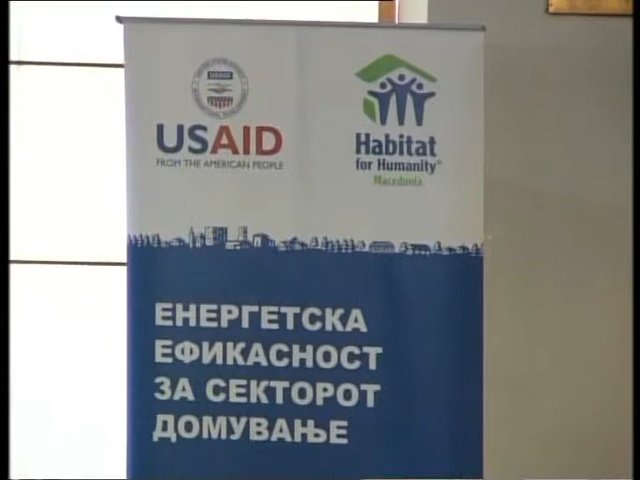 USAID
FROM THE AMERICAN PEOPLE
Habitat
for Humanity®
Macedonia
ЕНЕРГЕТСКА
ЕФИКАСНОСТ
ЗА СЕКТОРОТ
ДОМУВАЊЕ